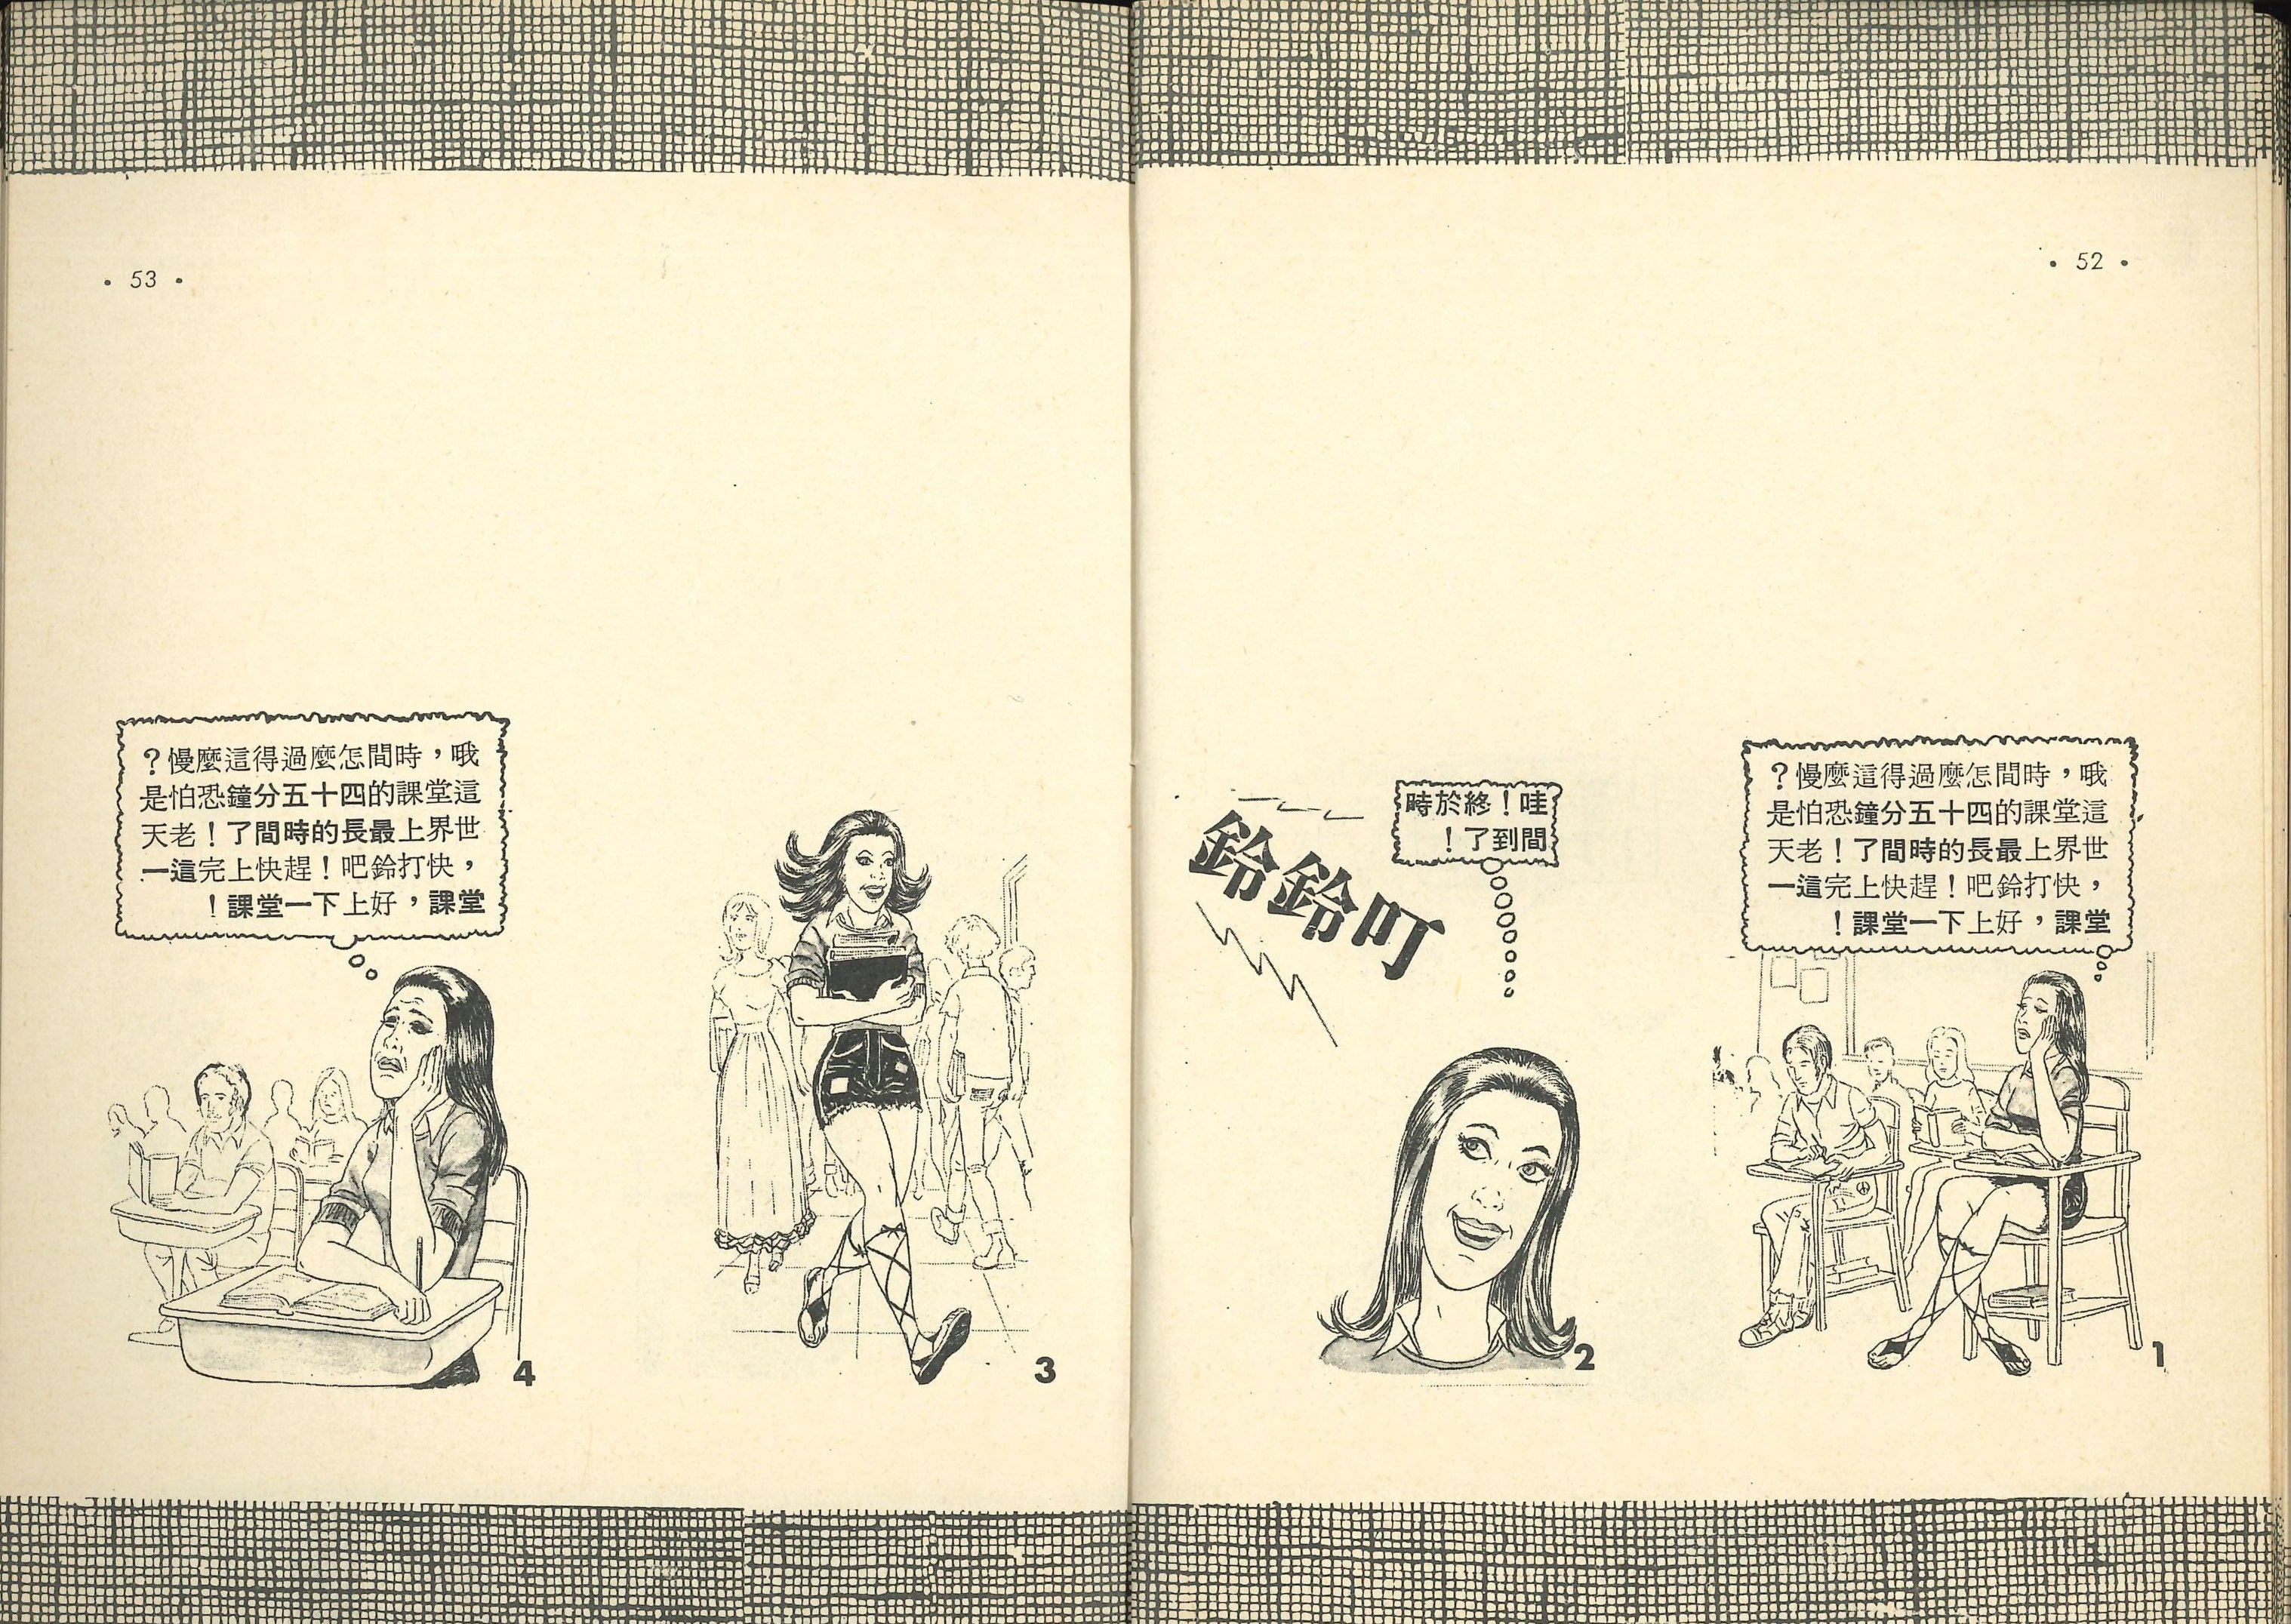 • 52 •
哦，時間怎麼過得這麼慢？
這堂課的四十五分鐘恐怕是
世界上最長的時間了！老天
，快打鈴吧！趕快上完這一
堂課，好上下一堂課！
1
叮鈴鈴
哇！終於時
間到了！
2
• 53 •
3
哦，時間怎麼過得這麼慢？
這堂課的四十五分鐘恐怕是
世界上最長的時間了！老天
，快打鈴吧！趕快上完這一
堂課，好上下一堂課！
4